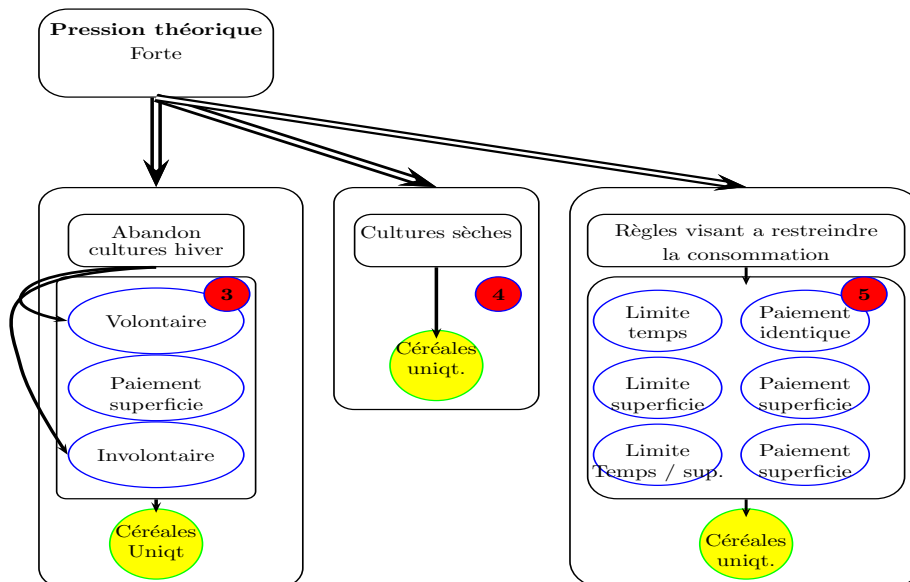 Pression théorique
Forte
Abandon
cultures hiver
3
Volontaire
Paiement
superficie
Involontaire
Céréales
Uniqt
Cultures sèches
4
Céréales
uniqt.
Règles visant a restreindre
la consommation
5
Limite
temps
Paiement
identique
Limite
superficie
Paiement
superficie
Limite
Temps / sup.
Paiement
superficie
Céréales
uniqt.